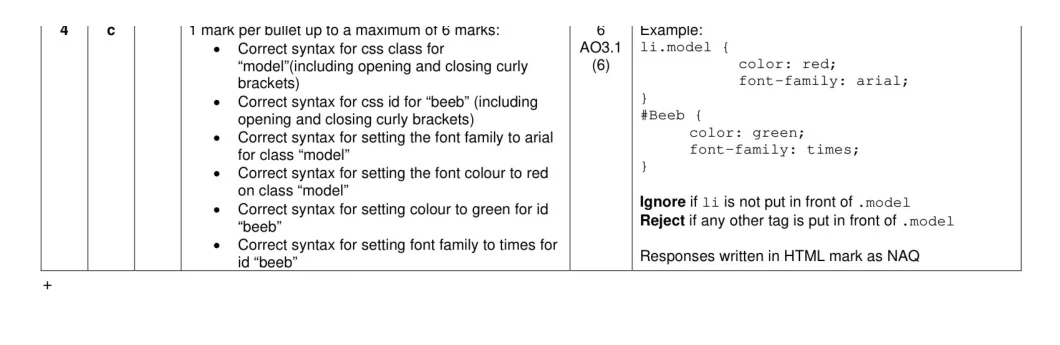 4 c 1 mark per bullet up to a maximum of 6 marks: 6 Example:
• Correct syntax for css class for AO3.1 li.model {
“model”(including opening and closing curly (6) color: red;
brackets) font-family: arial;
• Correct syntax for css id for “beeb” (including }
opening and closing curly brackets) #Beeb {
• Correct syntax for setting the font family to arial color: green;
for class “model” font-family: times;
• Correct syntax for setting the font colour to red }
on class “model”
• Correct syntax for setting colour to green for id Ignore if li is not put in front of .model
“beeb” Reject if any other tag is put in front of .model
• Correct syntax for setting font family to times for
id “beeb” Responses written in HTML mark as NAQ
+